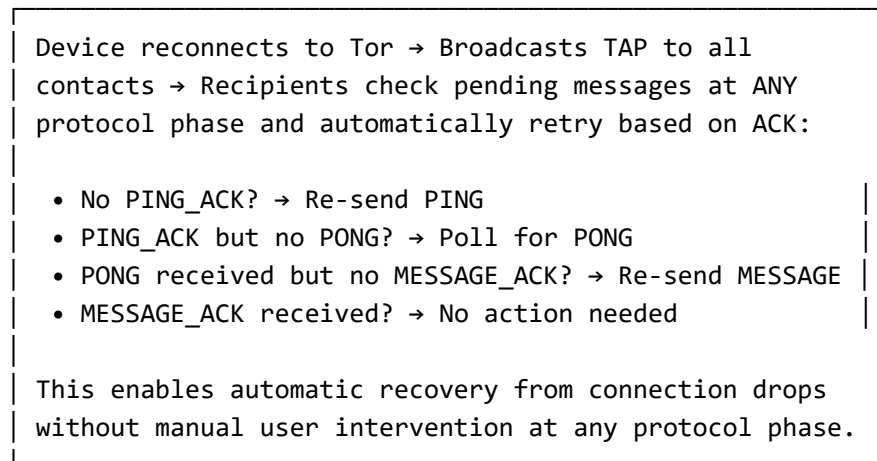 Device reconnects to Tor → Broadcasts TAP to all
contacts → Recipients check pending messages at ANY
protocol phase and automatically retry based on ACK:
• No PING_ACK? → Re-send PING
• PING_ACK but no PONG? → Poll for PONG
• PONG received but no MESSAGE_ACK? → Re-send MESSAGE
• MESSAGE_ACK received? → No action needed
This enables automatic recovery from connection drops
without manual user intervention at any protocol phase.